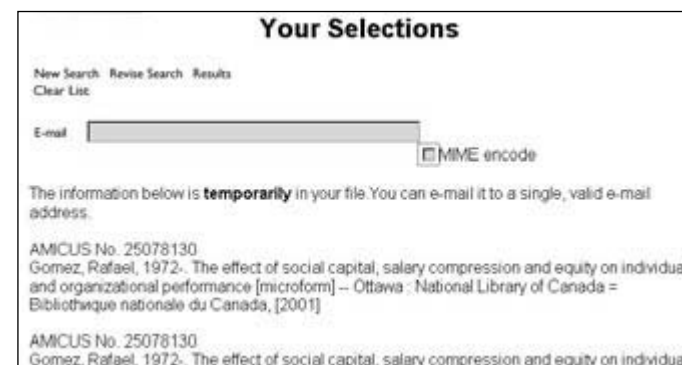 Your Selections
New Search Revise Search Results
Clear List
E-mail
MIME encode
The information below is temporarily in your file.You can e-mail it to a single, valid e-mail
address.
AMICUS No. 25078130
Gomez, Rafael, 1972-. The effect of social capital, salary compression and equity on individua
and organizational performance [microform] -- Ottawa : National Library of Canada =
Bibliothиque nationale du Canada, [2001]
AMICUS No. 25078130
Gomez, Rafael, 1972-. The effect of social capital, salary compression and equity on individua